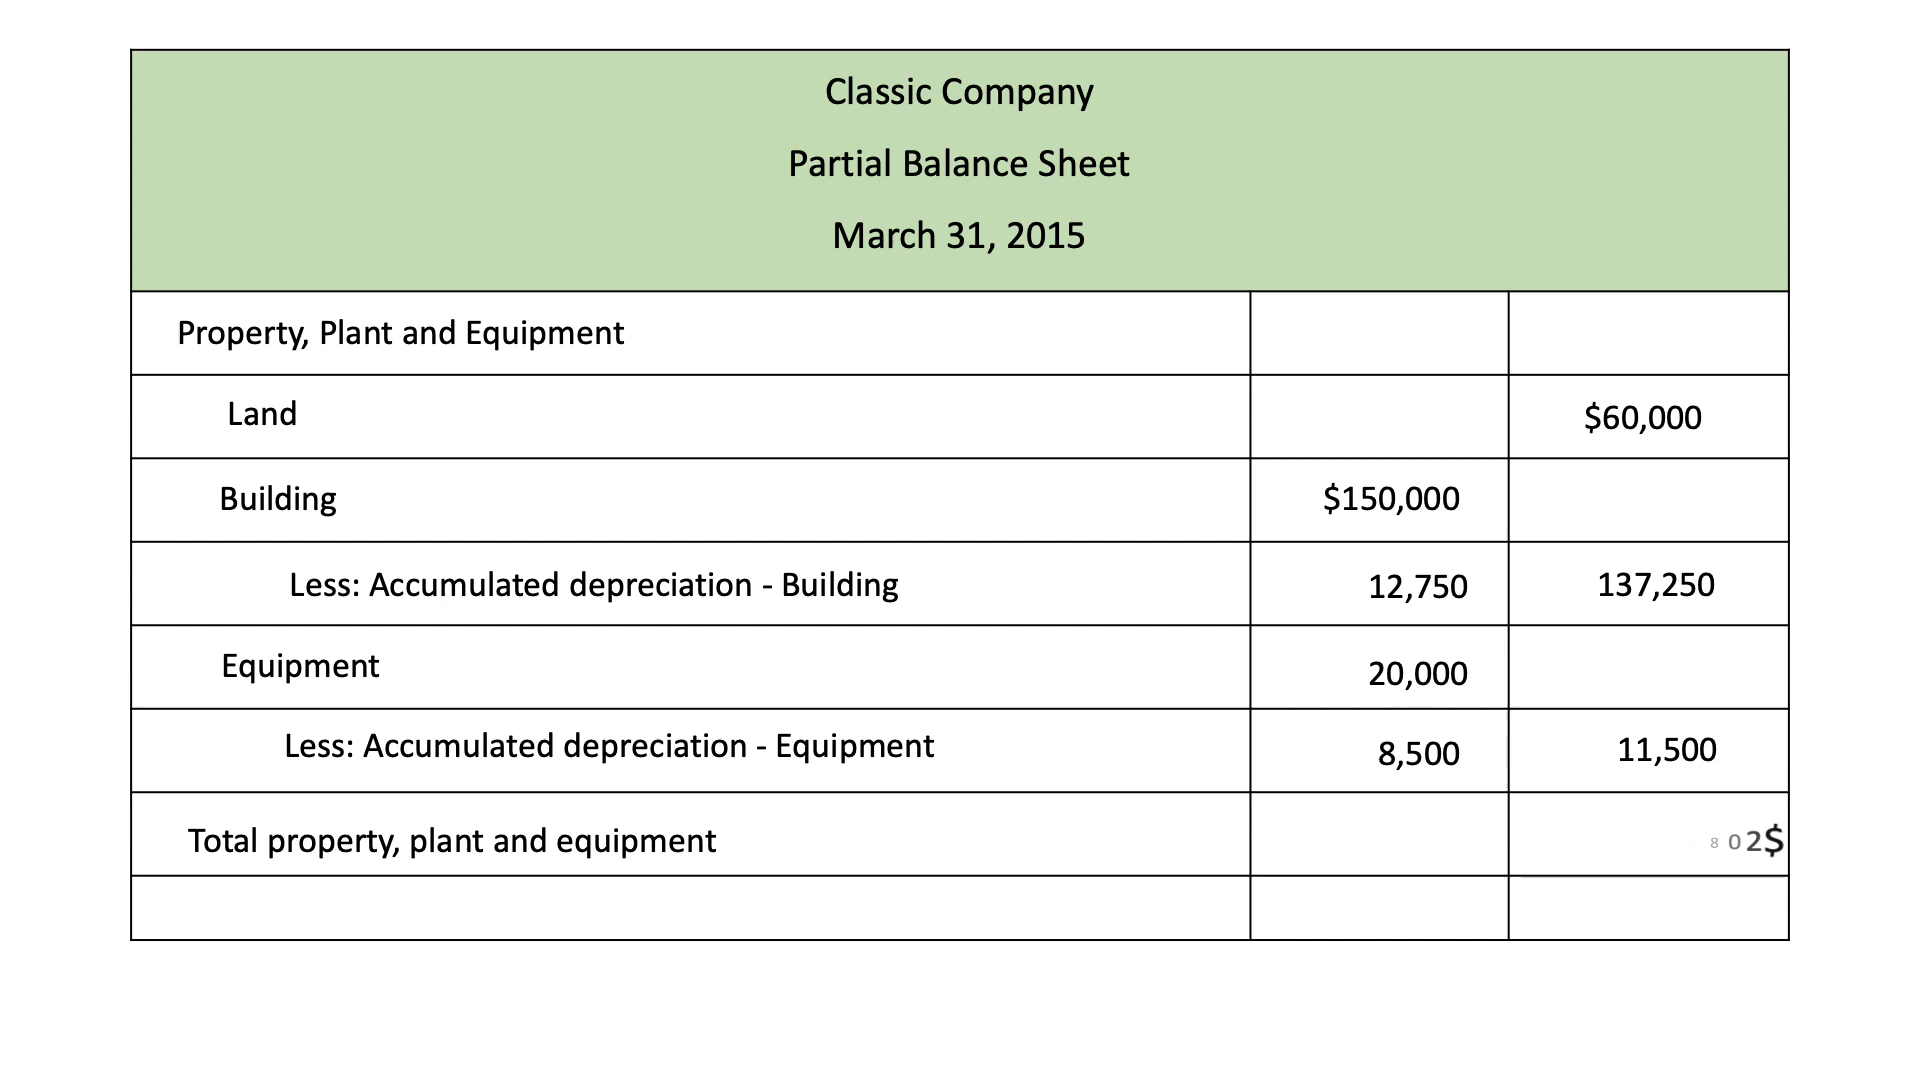 Classic Company
Partial Balance Sheet
March 31, 2015
Property, Plant and Equipment
Land $60,000
Building $150,000
Less: Accumulated depreciation - Building 12,750 137,250
Equipment 20,000
Less: Accumulated depreciation - Equipment 8,500 11,500
Total property, plant and equipment 802$